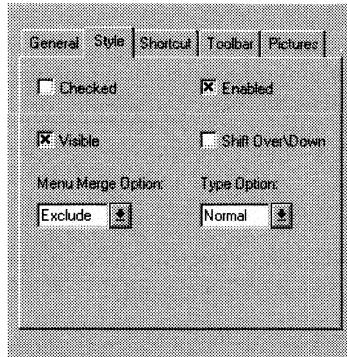 General Style Shortcut Toolbar Pictures
Checked Enabled
Visible Shift Over\Down
Menu Merge Option: Type Option:
Exclude Normal